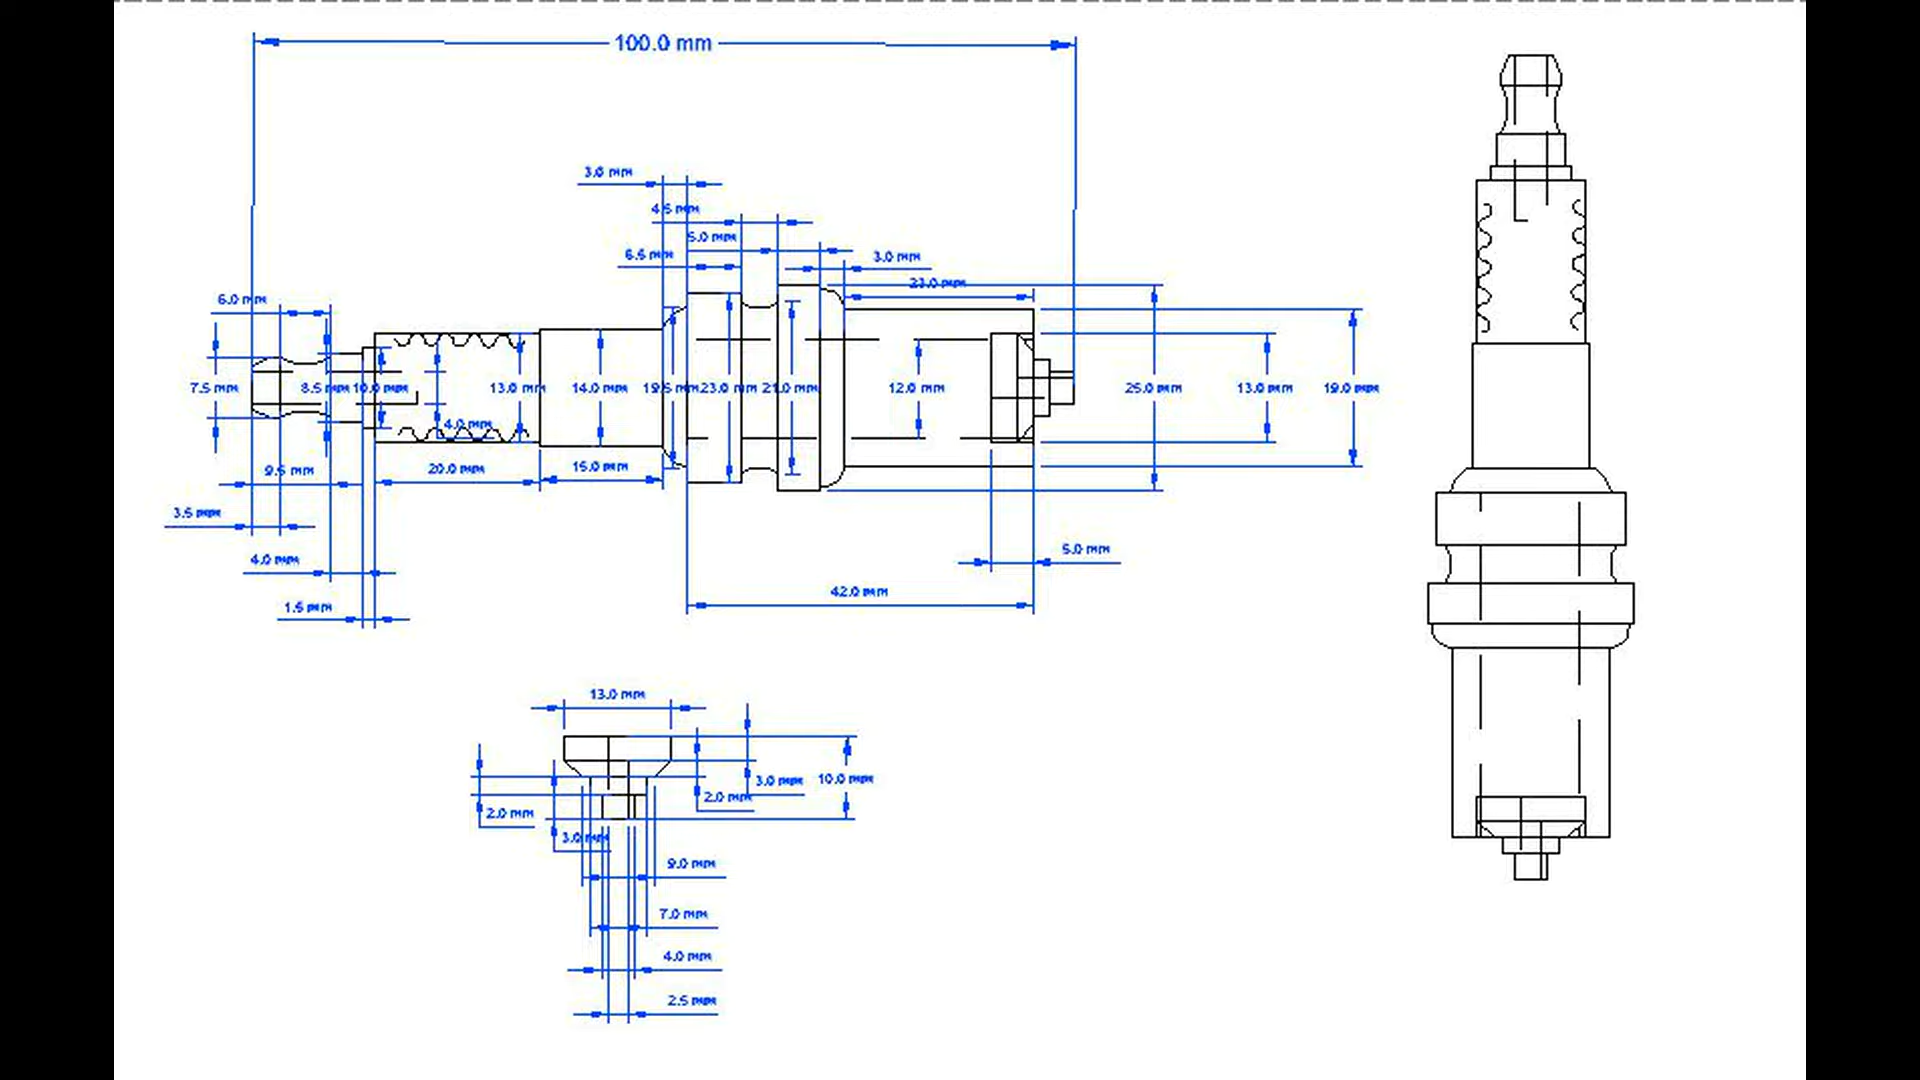 100.0 mm
3.0 mm
4.5 mm
5.0 mm
6.5 mm
3.0 mm
23.0 mm
6.0 mm
7.5 mm
8.5 mm
10.0 mm
13.0 mm
14.0 mm
19.5 mm
23.0 mm
21.0 mm
12.0 mm
25.0 mm
13.0 mm
19.0 mm
4.0 mm
9.5 mm
20.0 mm
15.0 mm
3.5 mm
4.0 mm
5.0 mm
42.0 mm
1.5 mm
13.0 mm
3.0 mm
10.0 mm
2.0 mm
2.0 mm
3.0 mm
9.0 mm
7.0 mm
4.0 mm
2.5 mm